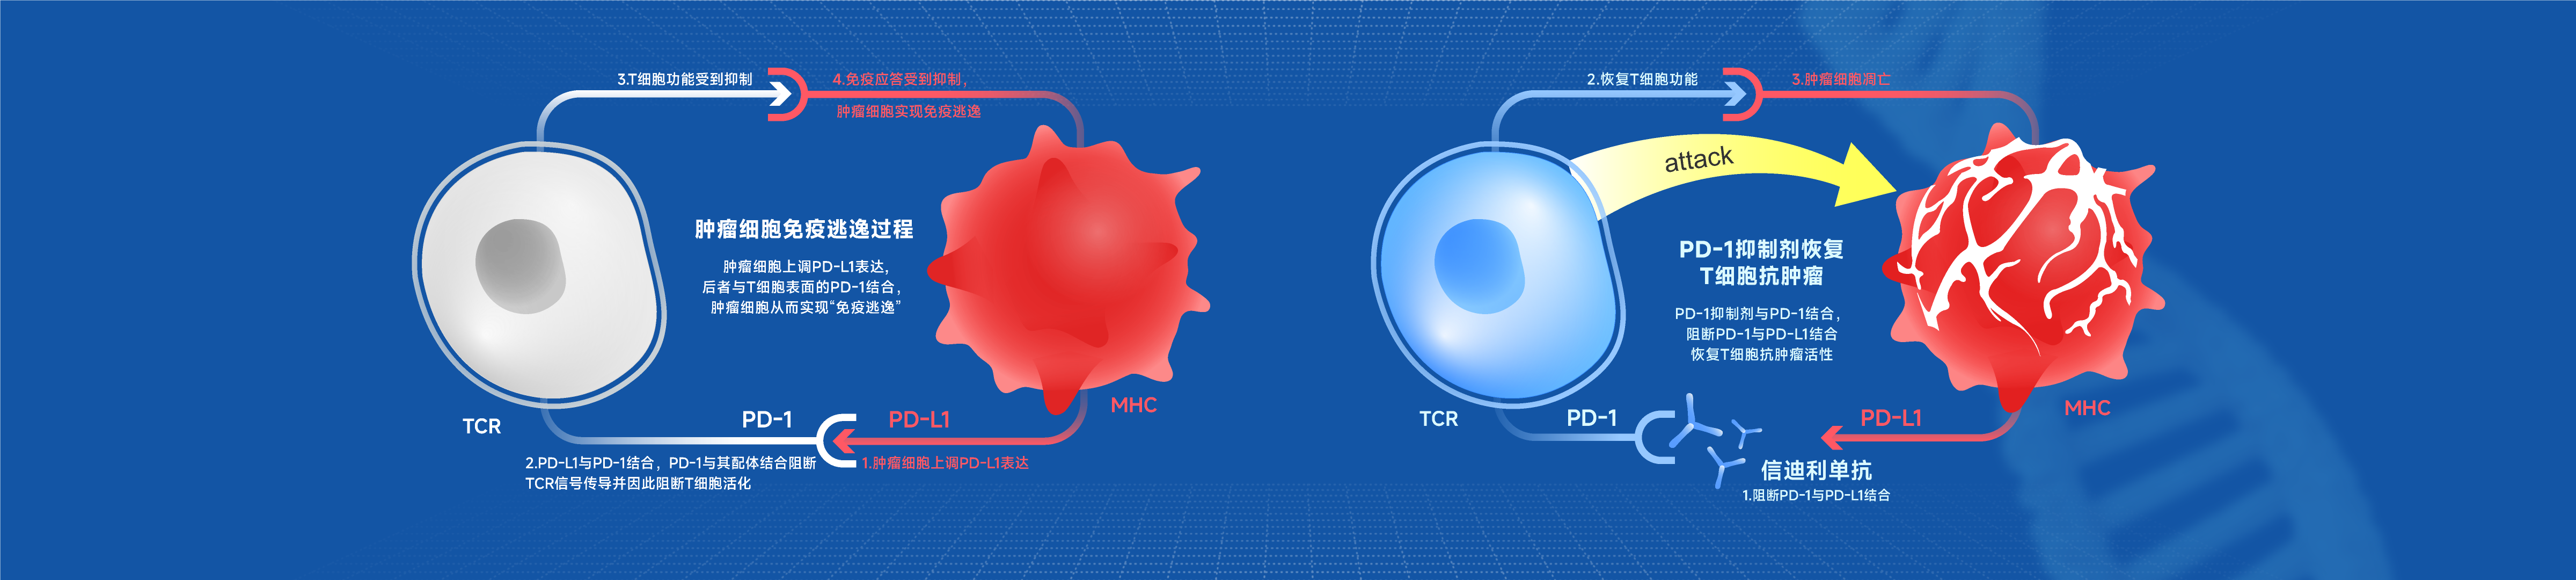 3.T细胞功能受到抑制
4.免疫应答受到抑制，
肿瘤细胞实现免疫逃逸
肿瘤细胞免疫逃逸过程
肿瘤细胞上调PD-L1表达，
后者与T细胞表面的PD-1结合，
肿瘤细胞从而实现“免疫逃逸”
TCR
PD-1
PD-L1
MHC
2.PD-L1与PD-1结合，PD-1与其配体结合阻断
TCR信号传导并因此阻断T细胞活化
1.肿瘤细胞上调PD-L1表达
2.恢复T细胞功能
3.肿瘤细胞凋亡
attack
PD-1抑制剂恢复
T细胞抗肿瘤
PD-1抑制剂与PD-1结合，
阻断PD-1与PD-L1结合
恢复T细胞抗肿瘤活性
TCR
PD-1
PD-L1
MHC
信迪利单抗
1.阻断PD-1与PD-L1结合